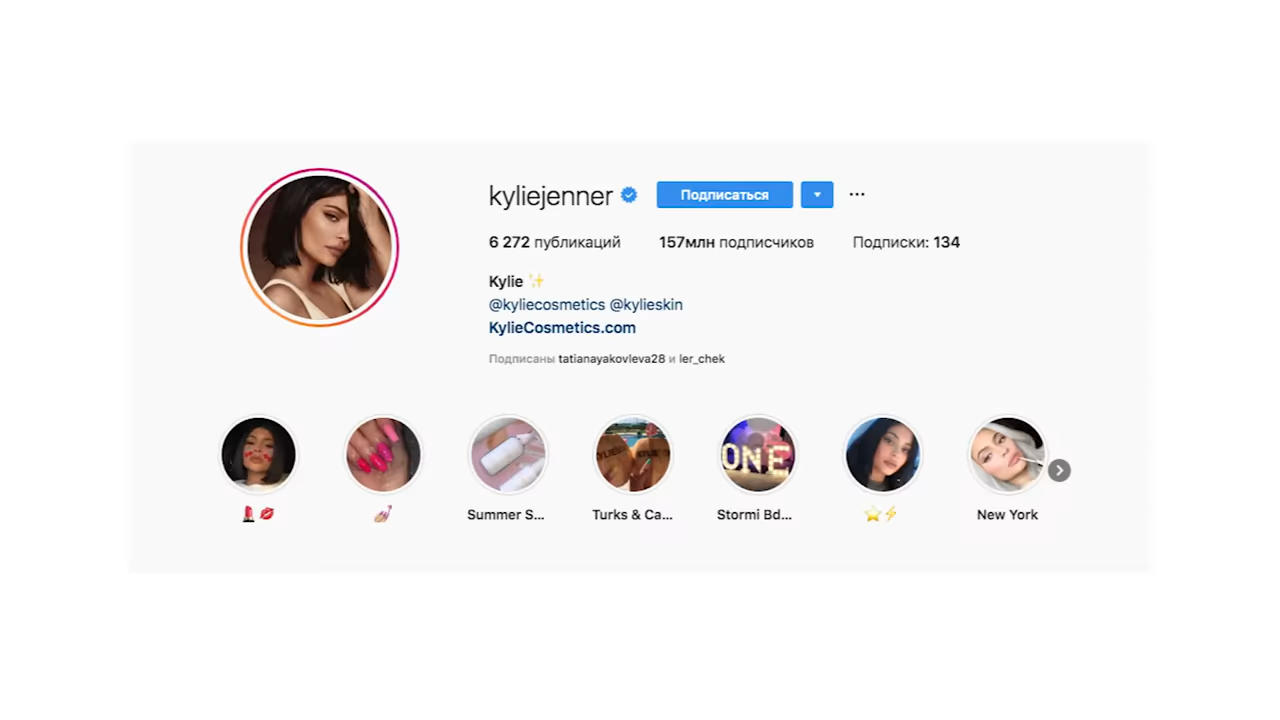 kyliejenner Подписаться ...
6 272 публикаций 157млн подписчиков Подписки: 134
Kylie ✨
@kyliecosmetics @kylieskin
KylieCosmetics.com
Подписаны tatianayakovleva28 и ler_chek
ONE
💄💋 💅 Summer S... Turks & Ca... Stormi Bd... ⭐⚡ New York